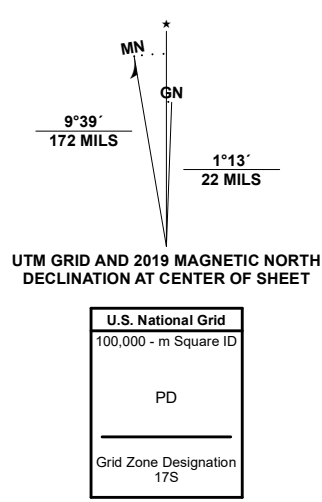 MN
GN
9°39´
172 MILS
1°13´
22 MILS
UTM GRID AND 2019 MAGNETIC NORTH
DECLINATION AT CENTER OF SHEET
U.S. National Grid
100,000 - m Square ID
PD
Grid Zone Designation
17S